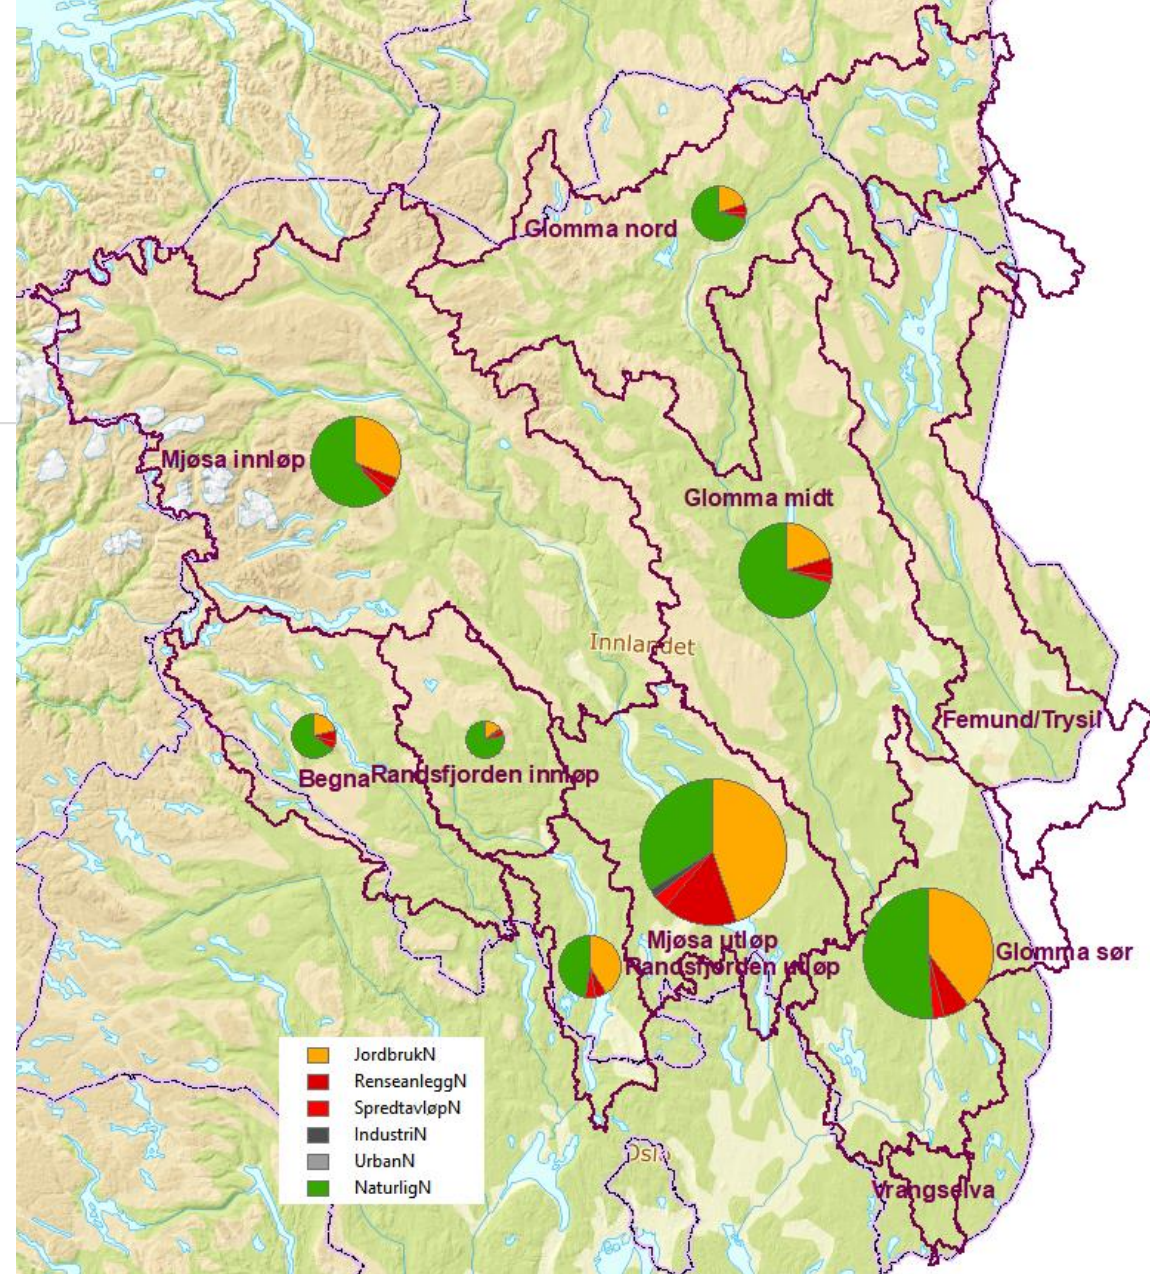 Glomma nord
Mjøsa innløp
Glomma midt
Innlandet
Femund/Trysil
Begna
Randsfjorden innløp
Mjøsa utløp
Randsfjorden utløp
Glomma sør
JordbrukN
RenseanleggN
SpredtavløpN
IndustriN
UrbanN
NaturligN
Oslo
Vrangselva